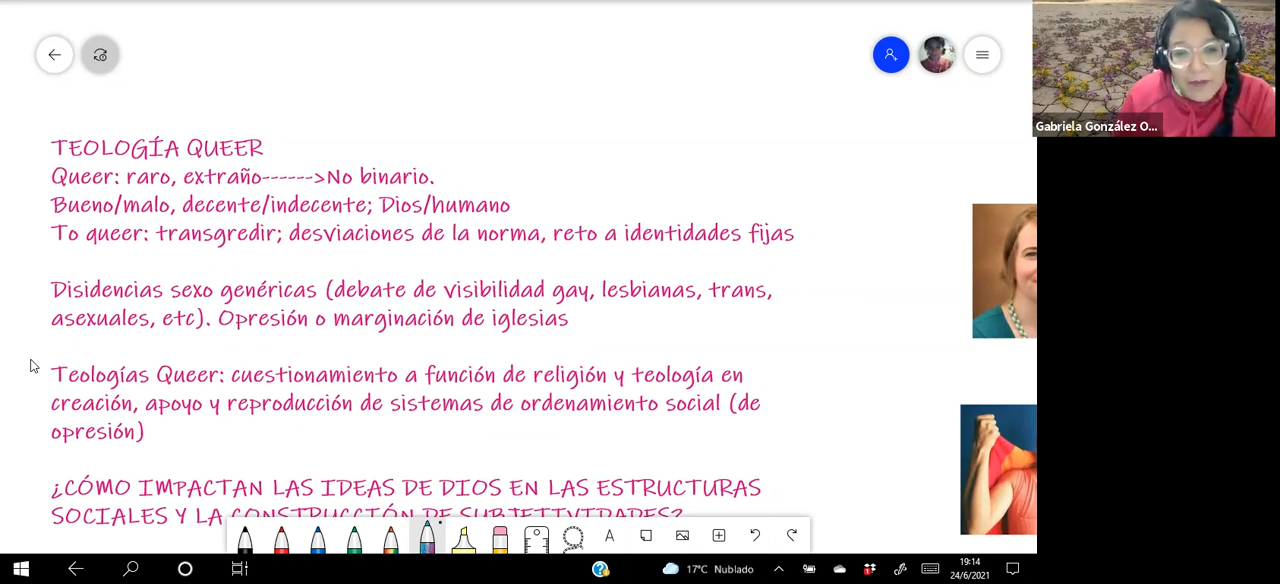 TEOLOGÍA QUEER
Queer: raro, extraño------>No binario.
Bueno/malo, decente/indecente; Dios/humano
To queer: transgredir; desviaciones de la norma, reto a identidades fijas
Disidencias sexo genéricas (debate de visibilidad gay, lesbianas, trans,
asexuales, etc). Opresión o marginación de iglesias
Teologías Queer: cuestionamiento a función de religión y teología en
creación, apoyo y reproducción de sistemas de ordenamiento social (de
opresión)
¿CÓMO IMPACTAN LAS IDEAS DE DIOS EN LAS ESTRUCTURAS
SOCIALES Y LA CONSTRUCCIÓN DE SUBJETIVIDADES?
Gabriela González O...
A
17°C Nublado
19:14
24/6/2021